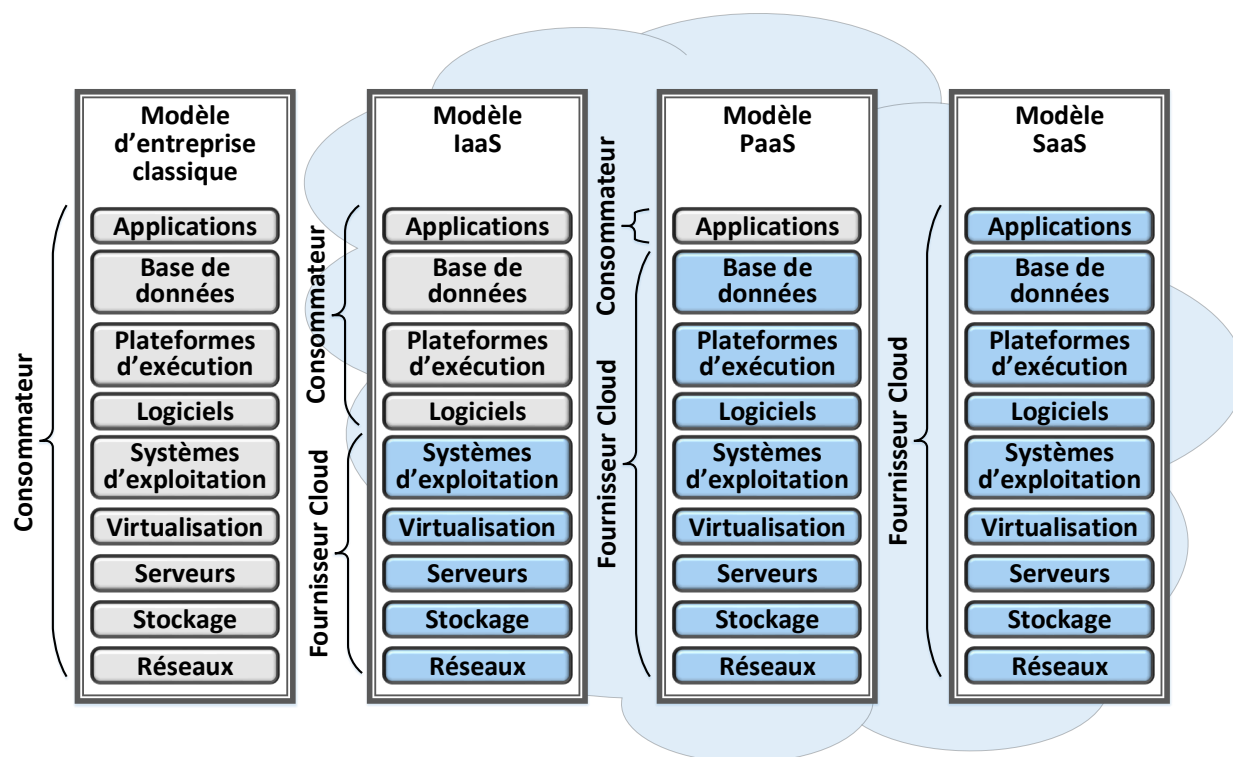 Modèle
d’entreprise
classique
Consommateur
Applications
Base de
données
Plateformes
d’exécution
Logiciels
Systèmes
d’exploitation
Virtualisation
Serveurs
Stockage
Réseaux
Modèle
IaaS
Consommateur
Fournisseur Cloud
Applications
Base de
données
Plateformes
d’exécution
Logiciels
Systèmes
d’exploitation
Virtualisation
Serveurs
Stockage
Réseaux
Modèle
PaaS
Consommateur
Fournisseur Cloud
Applications
Base de
données
Plateformes
d’exécution
Logiciels
Systèmes
d’exploitation
Virtualisation
Serveurs
Stockage
Réseaux
Modèle
SaaS
Fournisseur Cloud
Applications
Base de
données
Plateformes
d’exécution
Logiciels
Systèmes
d’exploitation
Virtualisation
Serveurs
Stockage
Réseaux